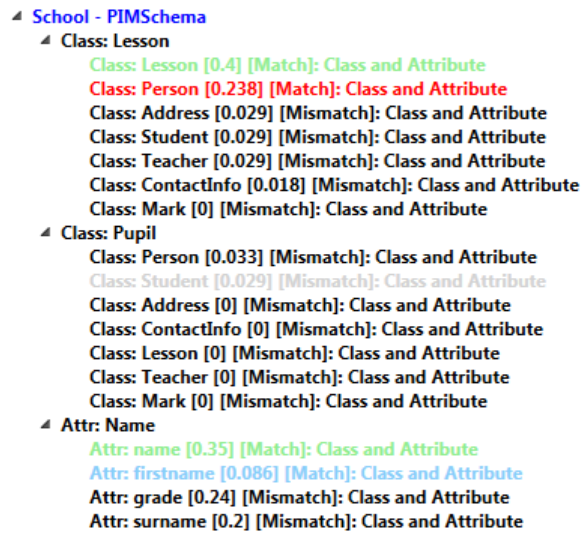 School - PIMSchema
Class: Lesson
Class: Lesson [0.4] [Match]: Class and Attribute
Class: Person [0.238] [Match]: Class and Attribute
Class: Address [0.029] [Mismatch]: Class and Attribute
Class: Student [0.029] [Mismatch]: Class and Attribute
Class: Teacher [0.029] [Mismatch]: Class and Attribute
Class: ContactInfo [0.018] [Mismatch]: Class and Attribute
Class: Mark [0] [Mismatch]: Class and Attribute
Class: Pupil
Class: Person [0.033] [Mismatch]: Class and Attribute
Class: Student [0.029] [Mismatch]: Class and Attribute
Class: Address [0] [Mismatch]: Class and Attribute
Class: ContactInfo [0] [Mismatch]: Class and Attribute
Class: Lesson [0] [Mismatch]: Class and Attribute
Class: Teacher [0] [Mismatch]: Class and Attribute
Class: Mark [0] [Mismatch]: Class and Attribute
Attr: Name
Attr: name [0.35] [Match]: Class and Attribute
Attr: firstname [0.086] [Match]: Class and Attribute
Attr: grade [0.24] [Mismatch]: Class and Attribute
Attr: surname [0.2] [Mismatch]: Class and Attribute